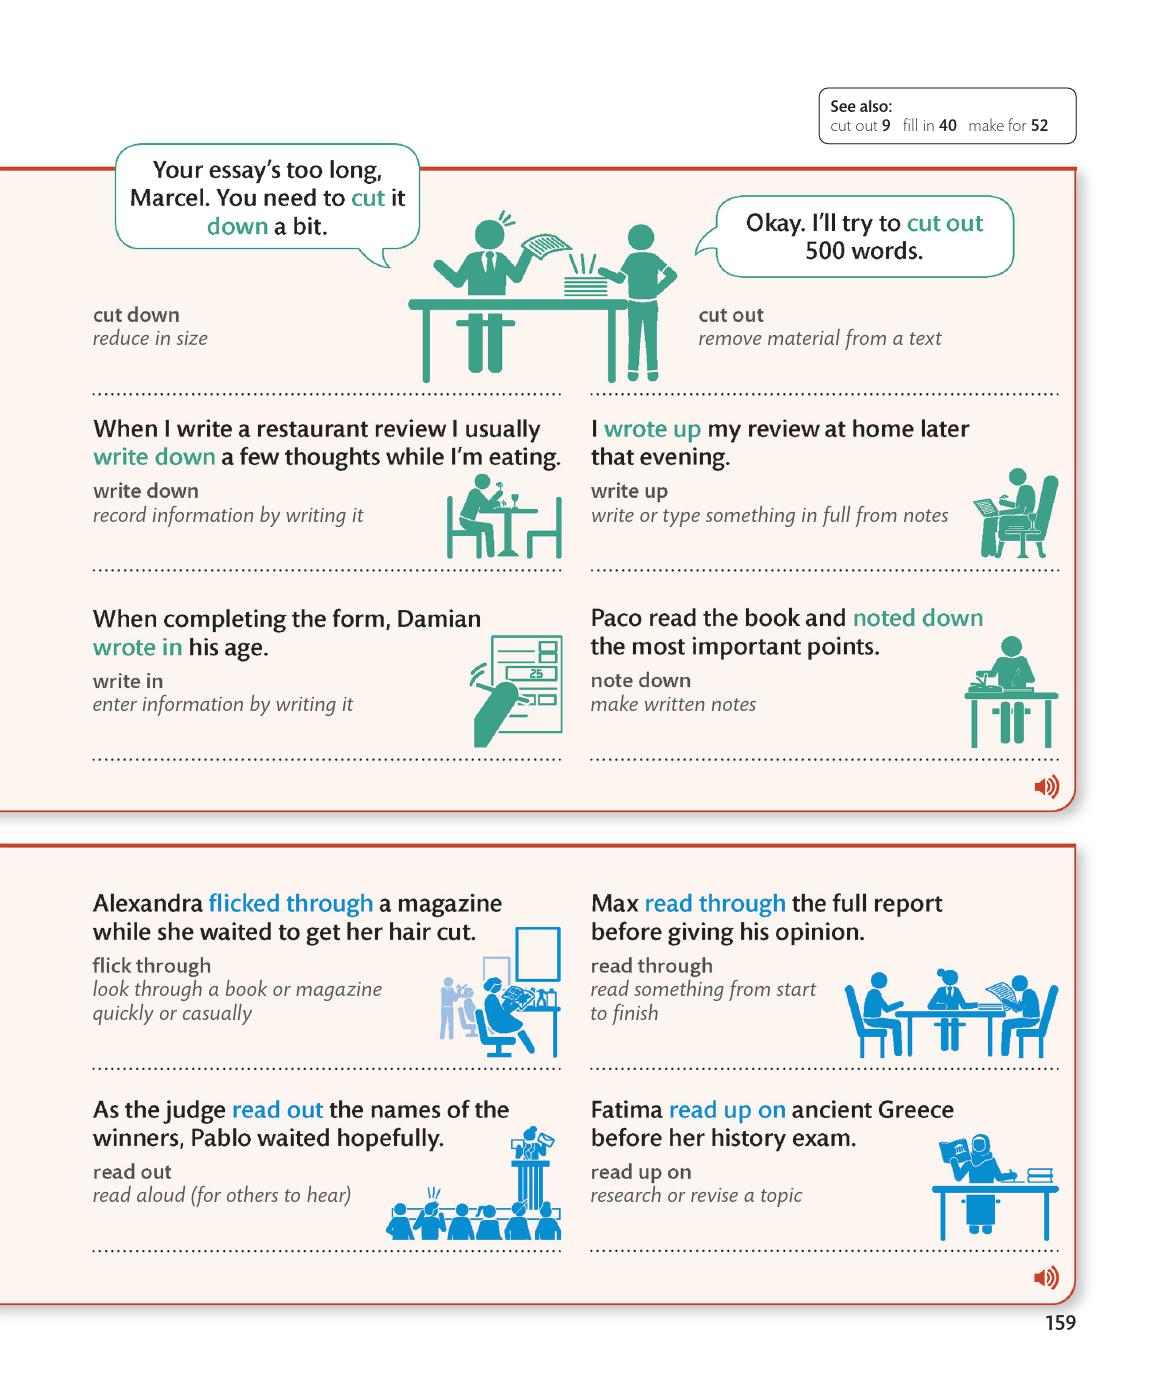 See also:
cut out 9 fill in 40 make for 52
Your essay's too long,
Marcel. You need to cut it
down a bit.
Okay. I'll try to cut out
500 words.
cut down
reduce in size
cut out
remove material from a text
When I write a restaurant review I usually
write down a few thoughts while I'm eating.
write down
record information by writing it
I wrote up my review at home later
that evening.
write up
write or type something in full from notes
When completing the form, Damian
wrote in his age.
write in
enter information by writing it
25
Paco read the book and noted down
the most important points.
note down
make written notes
Alexandra flicked through a magazine
while she waited to get her hair cut.
flick through
look through a book or magazine
quickly or casually
Max read through the full report
before giving his opinion.
read through
read something from start
to finish
As the judge read out the names of the
winners, Pablo waited hopefully.
read out
read aloud (for others to hear)
Fatima read up on ancient Greece
before her history exam.
read up on
research or revise a topic
159